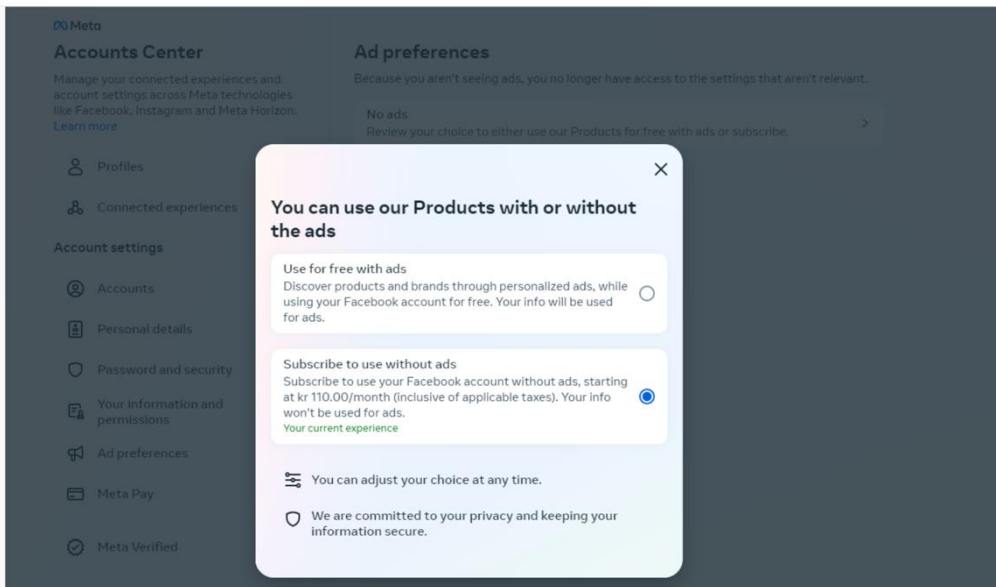 Meta
Accounts Center
Manage your connected experiences and
account settings across Meta technologies
like Facebook, Instagram and Meta Horizon.
Learn more
Profiles
Connected experiences
Account settings
Accounts
Personal details
Password and security
Your information and
permissions
Ad preferences
Meta Pay
Meta Verified
Ad preferences
Because you aren't seeing ads, you no longer have access to the settings that aren't relevant.
No ads
Review your choice to either use our Products for free with ads or subscribe.
You can use our Products with or without
the ads
Use for free with ads
Discover products and brands through personalized ads, while
using your Facebook account for free. Your info will be used
for ads.
Subscribe to use without ads
Subscribe to use your Facebook account without ads, starting
at kr 110.00/month (inclusive of applicable taxes). Your info
won't be used for ads.
Your current experience
You can adjust your choice at any time.
We are committed to your privacy and keeping your
information secure.